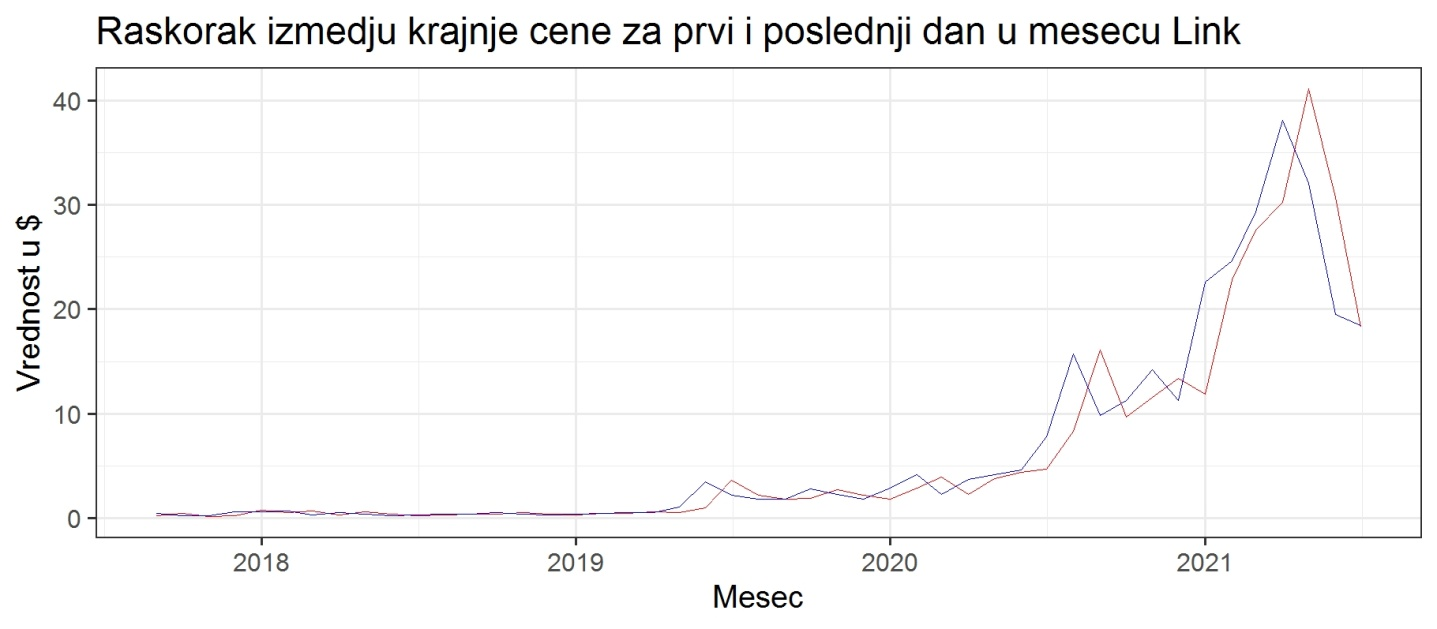 Raskorak izmedju krajnje cene za prvi i poslednji dan u mesecu Link
Vrednost u $
40
30
20
10
0
2018 2019 2020 2021
Mesec